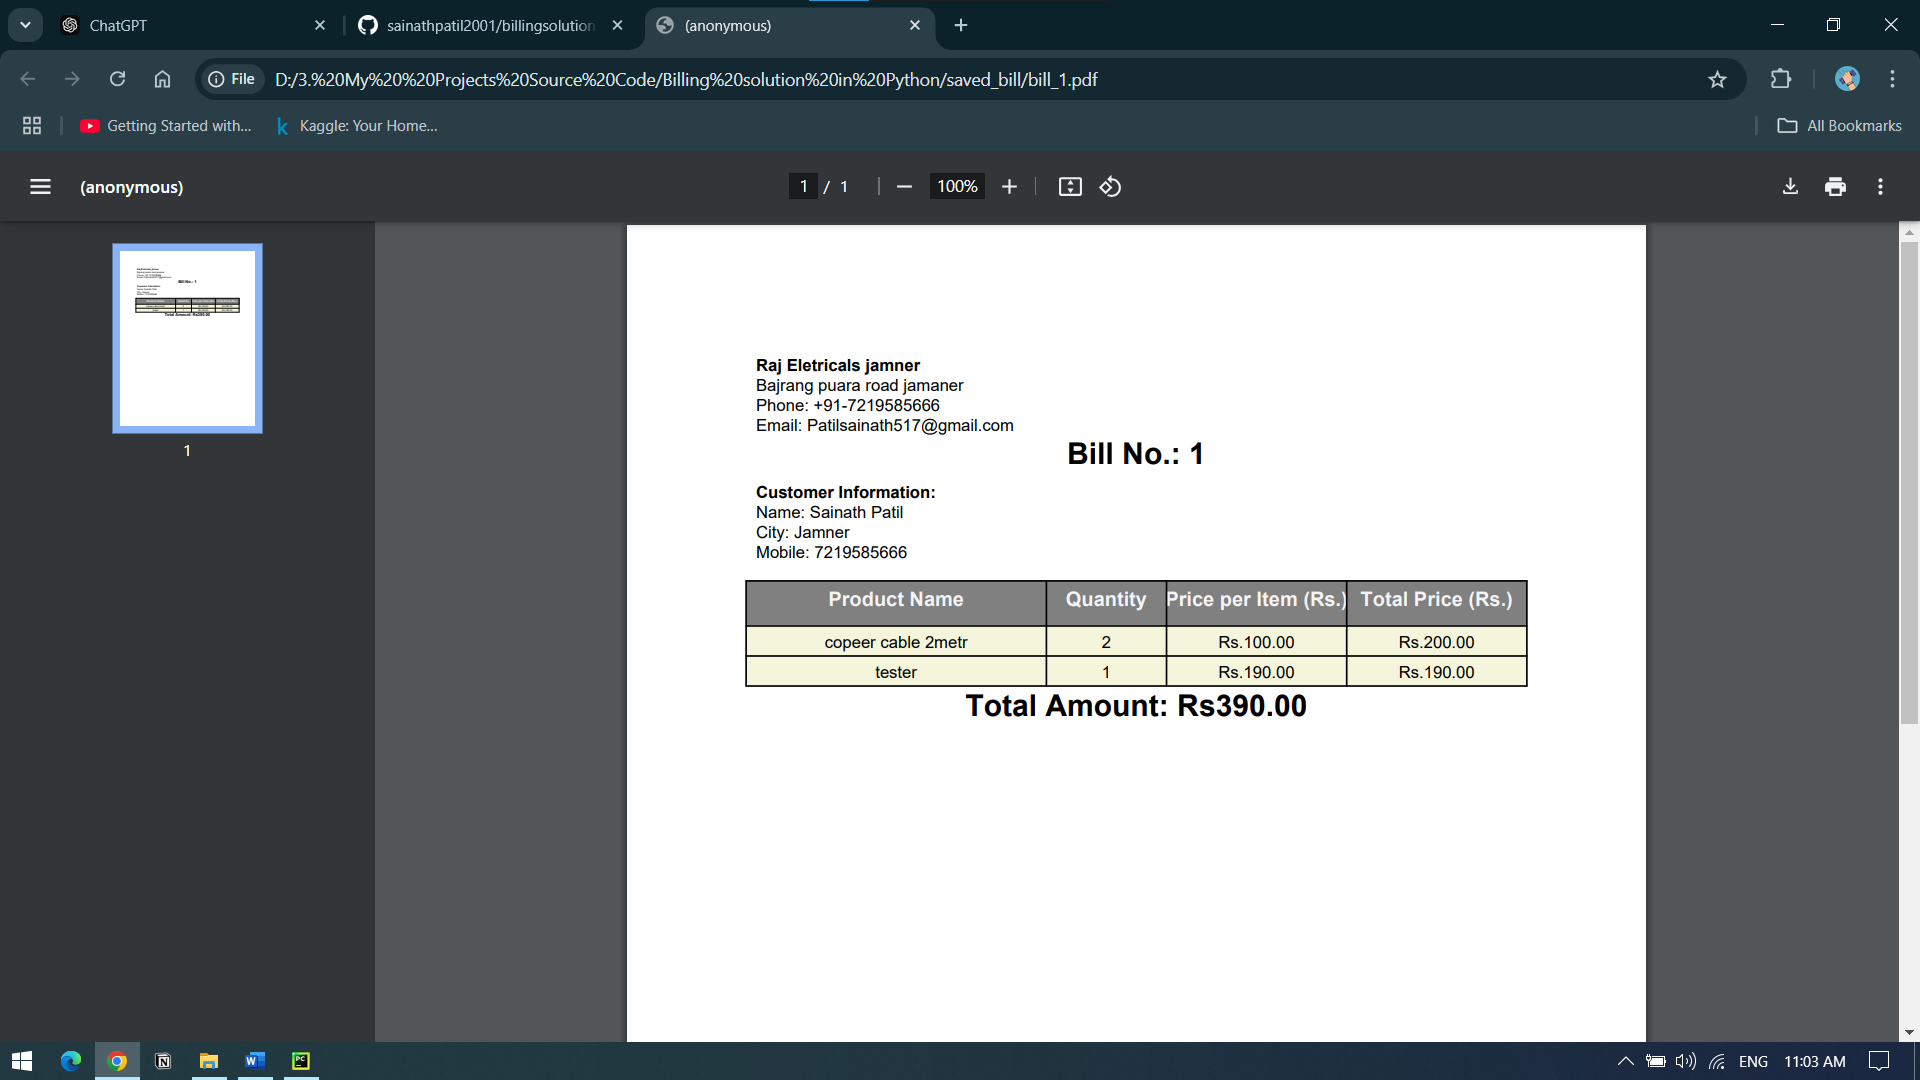 ChatGPT
sainathpatil2001/billingsolution
(anonymous)
File
D:/3.%20My%20%20Projects%20Source%20Code/Billing%20solution%20in%20Python/saved_bill/bill_1.pdf
Getting Started with...
Kaggle: Your Home...
All Bookmarks
(anonymous)
1 / 1
100%
1
Raj Eletricals jamner
Bajrang puara road jamaner
Phone: +91-7219585666
Email: Patilsainath517@gmail.com
Bill No.: 1
Customer Information:
Name: Sainath Patil
City: Jamner
Mobile: 7219585666
Product Name Quantity Price per Item (Rs.) Total Price (Rs.)
copeer cable 2metr 2 Rs.100.00 Rs.200.00
tester 1 Rs.190.00 Rs.190.00
Total Amount: Rs390.00
ENG
11:03 AM